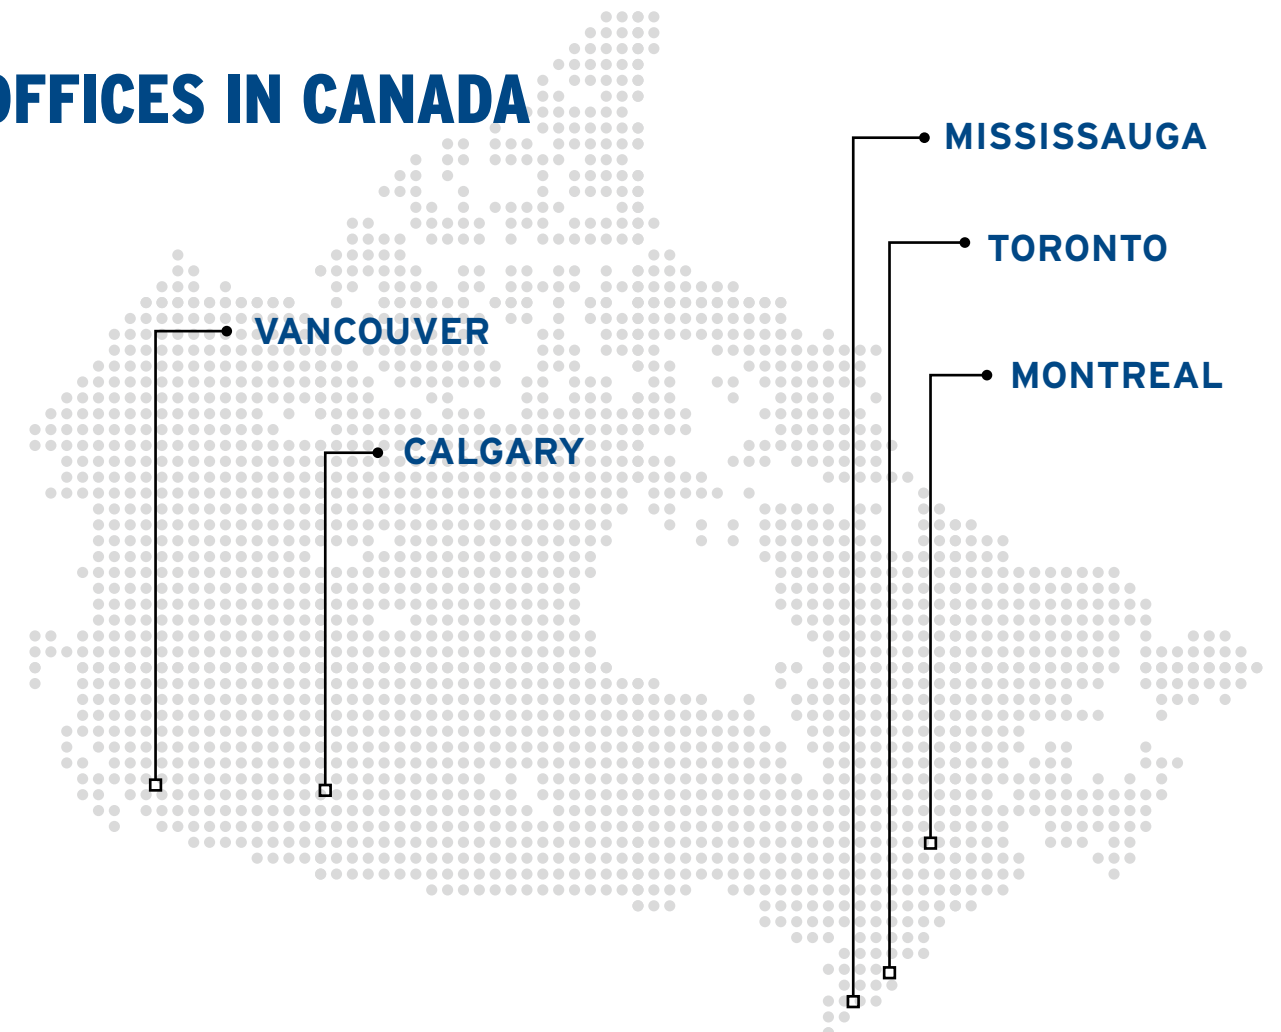 OFFICES IN CANADA
MISSISSAUGA
TORONTO
VANCOUVER
MONTREAL
CALGARY